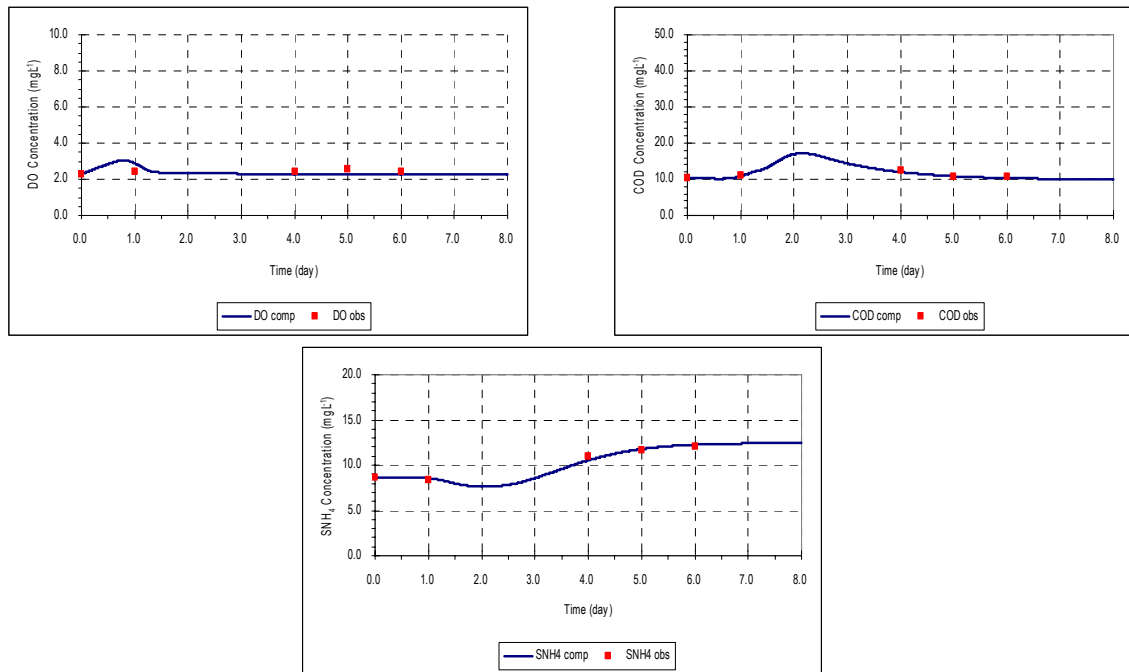 10.0
8.0
6.0
4.0
2.0
0.0
DO Concentration (mgL-1)
0.0 1.0 2.0 3.0 4.0 5.0 6.0 7.0 8.0
Time (day)
DO comp DO obs
50.0
40.0
30.0
20.0
10.0
0.0
COD Concentration (mgL-1)
0.0 1.0 2.0 3.0 4.0 5.0 6.0 7.0 8.0
Time (day)
COD comp COD obs
20.0
15.0
10.0
5.0
0.0
SNH4 Concentration (mgL-1)
0.0 1.0 2.0 3.0 4.0 5.0 6.0 7.0 8.0
Time (day)
SNH4 comp SNH4 obs